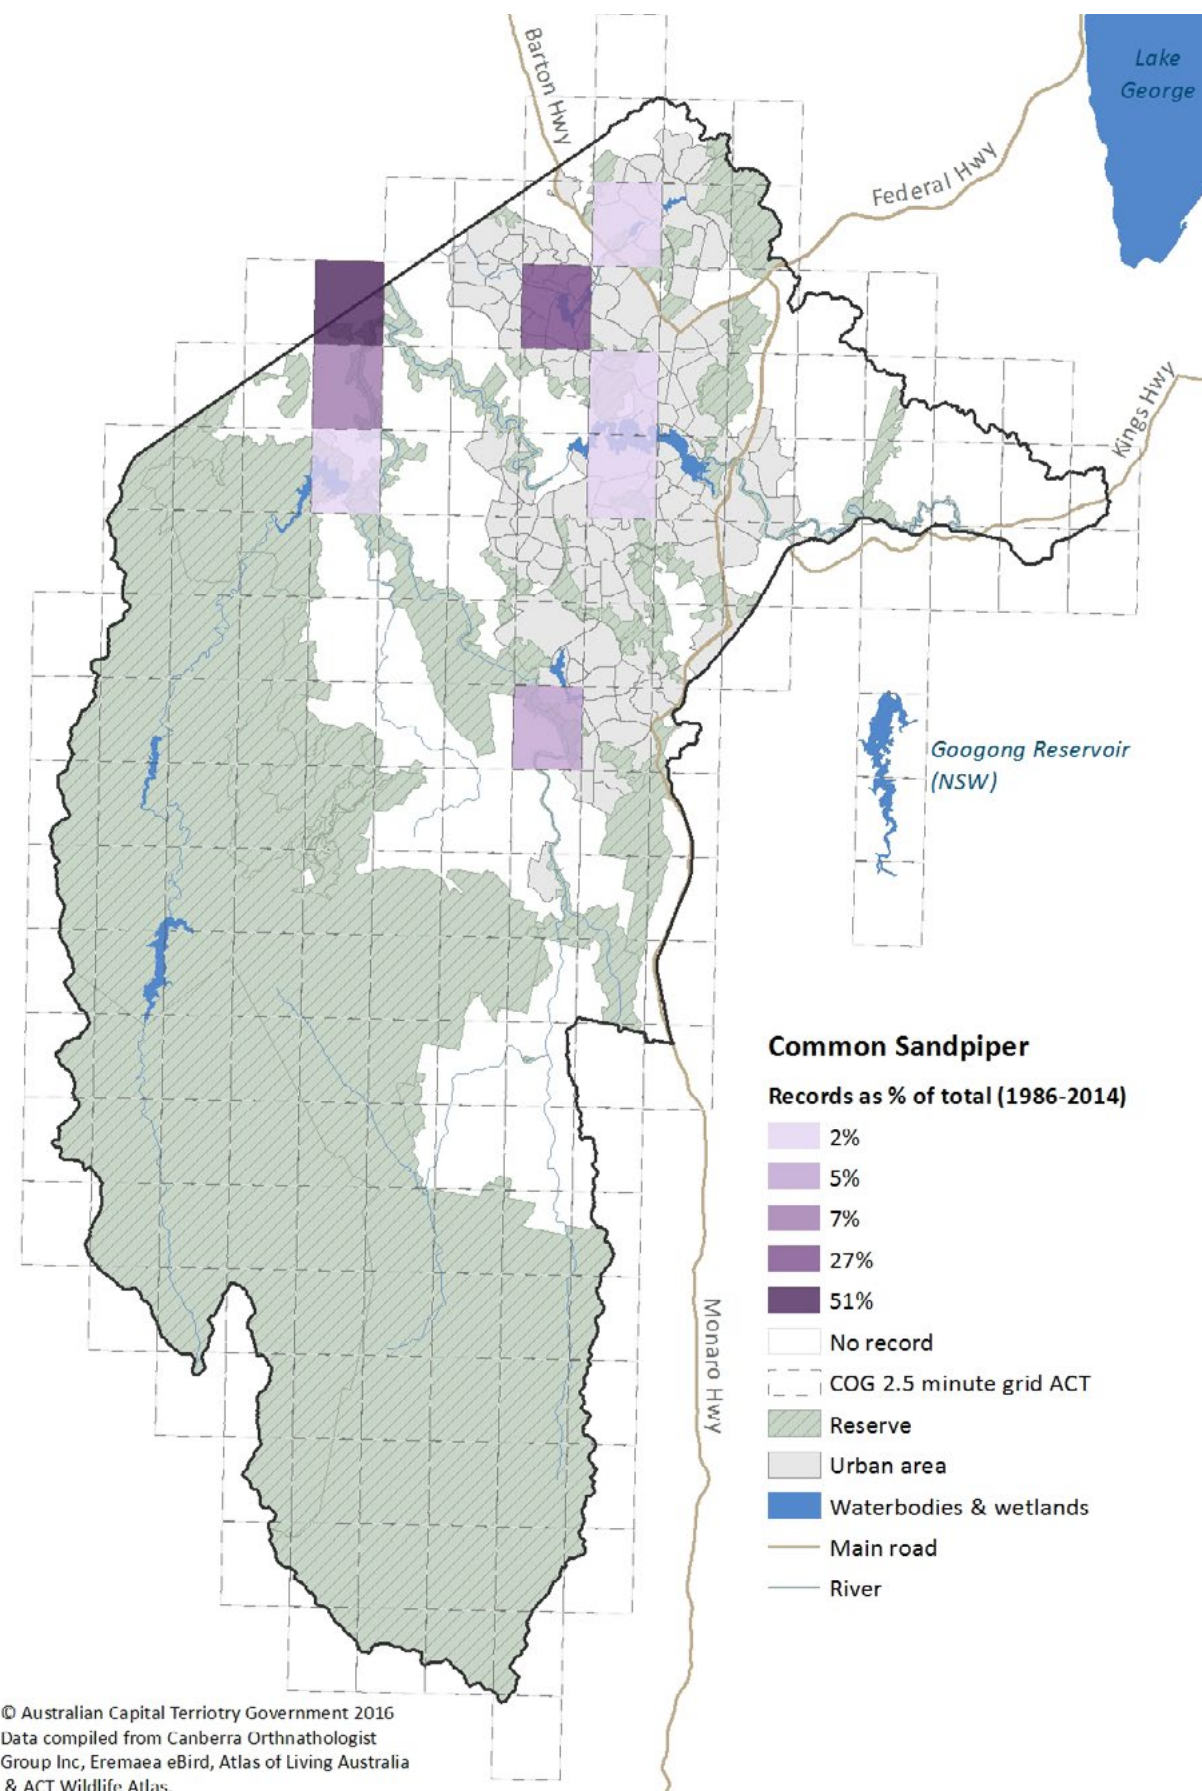 Barton Hwy
Lake
George
Federal Hwy
Kings Hwy
Googong Reservoir
(NSW)
Monaro Hwy
Common Sandpiper
Records as % of total (1986-2014)
2%
5%
7%
27%
51%
No record
COG 2.5 minute grid ACT
Reserve
Urban area
Waterbodies & wetlands
Main road
River
© Australian Capital Terriotry Government 2016
Data compiled from Canberra Orthnathologist
Group Inc, Eremaea eBird, Atlas of Living Australia
& ACT Wildlife Atlas.